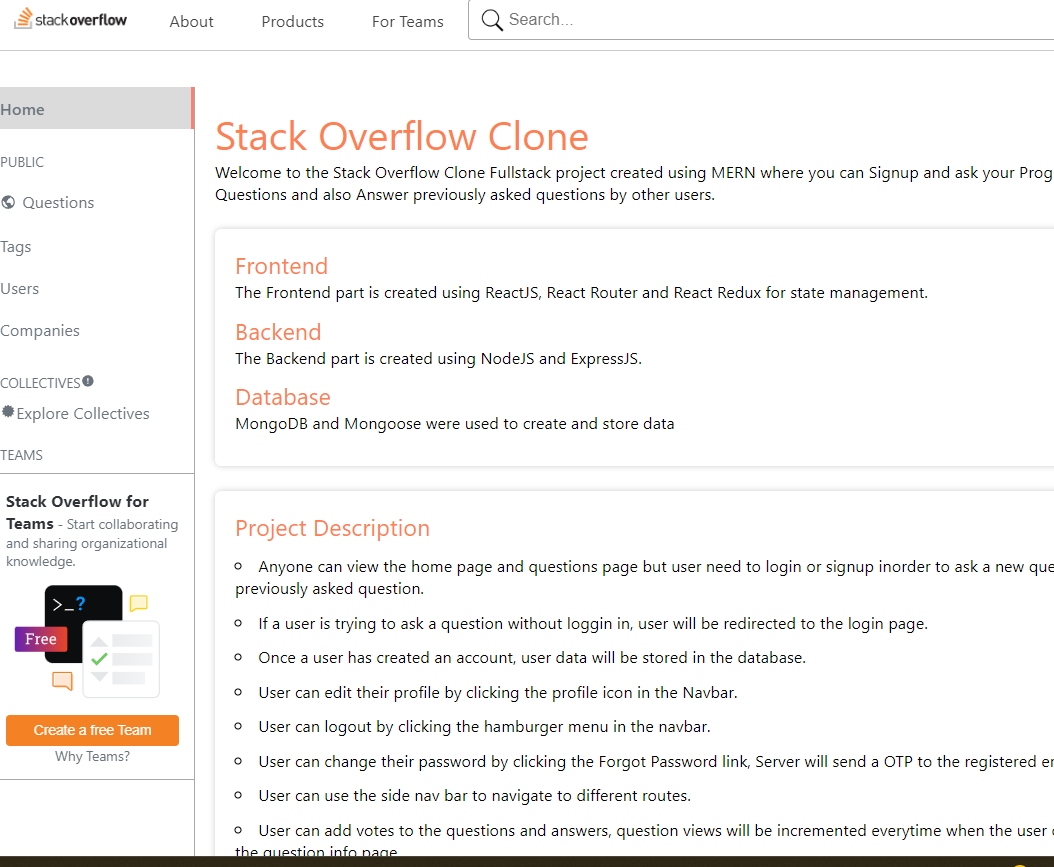 stackoverflow About Products For Teams Search...
Home
PUBLIC
Questions
Tags
Users
Companies
COLLECTIVES
Explore Collectives
TEAMS
Stack Overflow for
Teams - Start collaborating
and sharing organizational
knowledge.
>_?
Free
Create a free Team
Why Teams?
Stack Overflow Clone
Welcome to the Stack Overflow Clone Fullstack project created using MERN where you can Signup and ask your Prog
Questions and also Answer previously asked questions by other users.
Frontend
The Frontend part is created using ReactJS, React Router and React Redux for state management.
Backend
The Backend part is created using NodeJS and ExpressJS.
Database
MongoDB and Mongoose were used to create and store data
Project Description
Anyone can view the home page and questions page but user need to login or signup inorder to ask a new que
previously asked question.
If a user is trying to ask a question without loggin in, user will be redirected to the login page.
Once a user has created an account, user data will be stored in the database.
User can edit their profile by clicking the profile icon in the Navbar.
User can logout by clicking the hamburger menu in the navbar.
User can change their password by clicking the Forgot Password link, Server will send a OTP to the registered e
User can use the side nav bar to navigate to different routes.
User can add votes to the questions and answers, question views will be incremented everytime when the user
the question info page